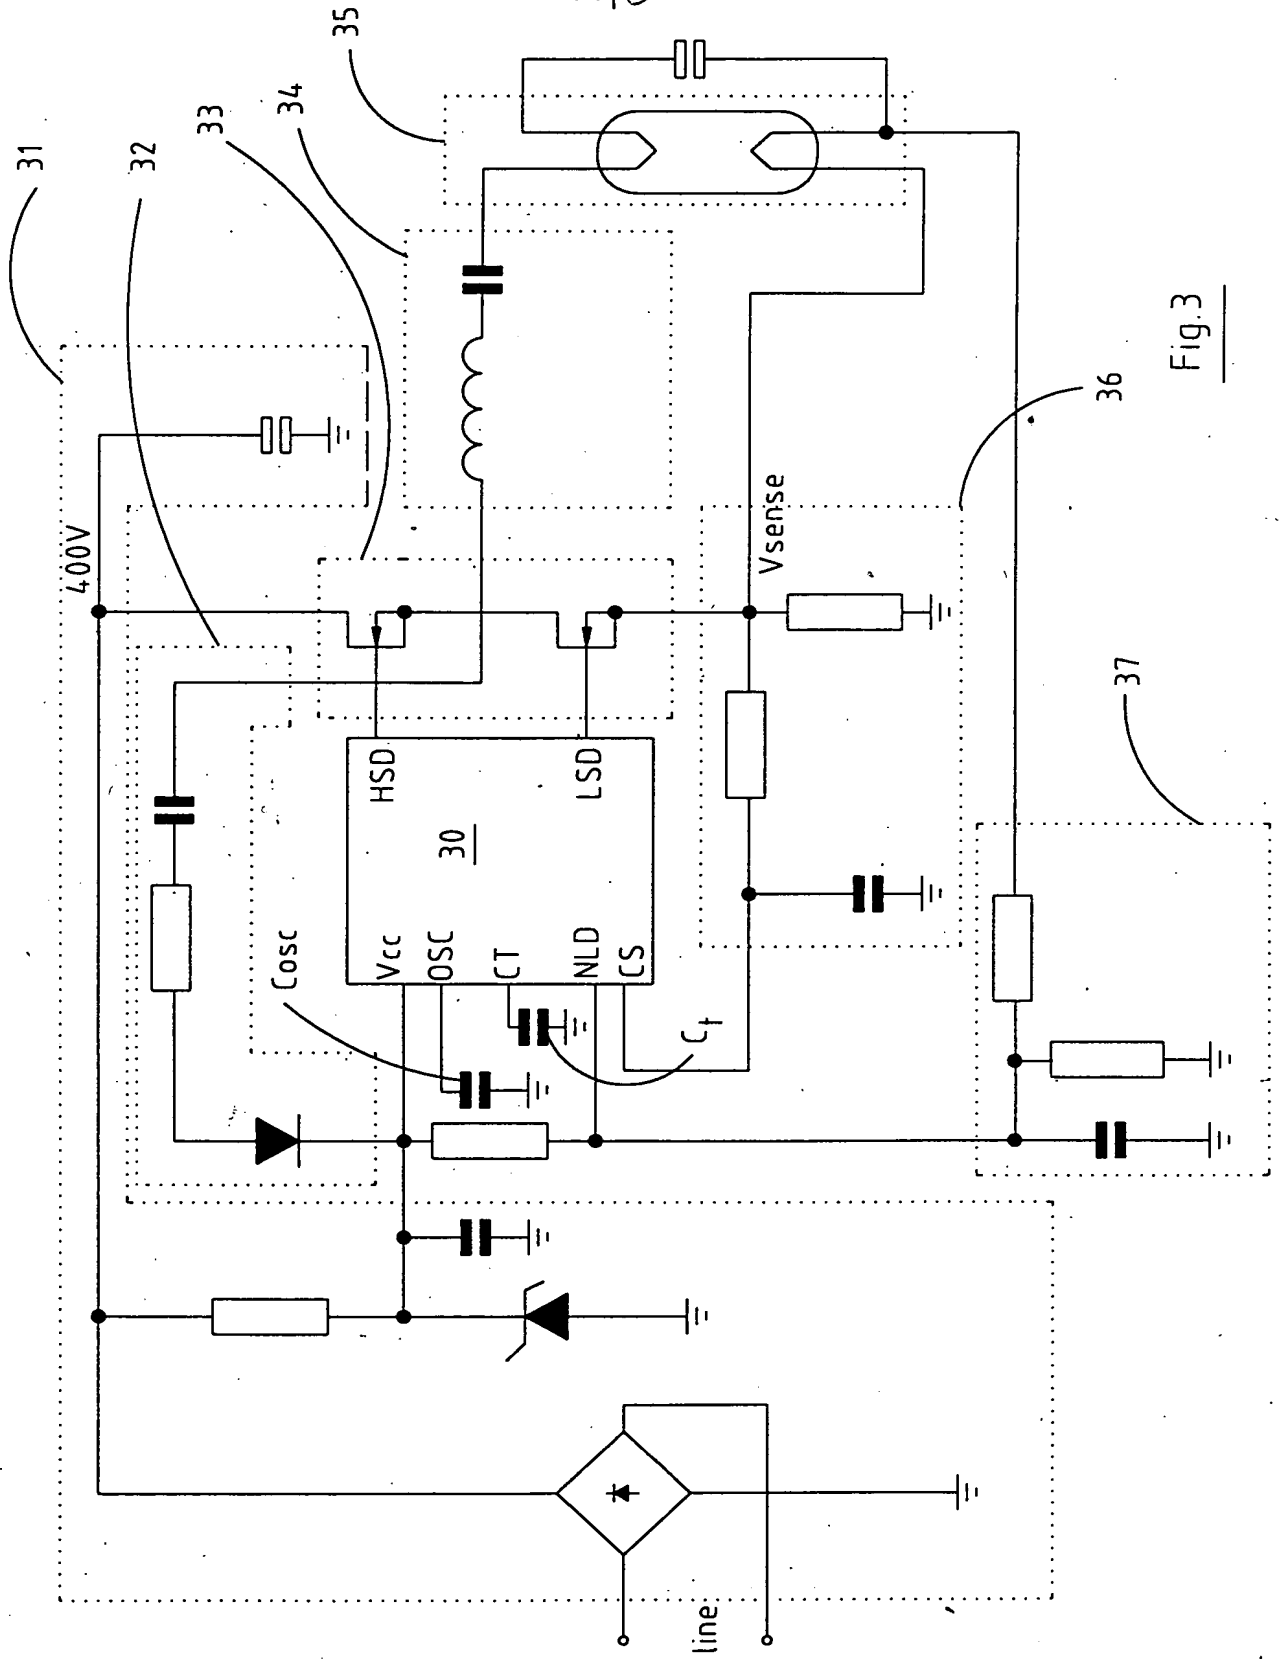 31
32
33
34
35
400V
Cosc
Vcc
OSC
CT
NLD
CS
30
HSD
LSD
Ct
Vsense
36
37
line
Fig.3